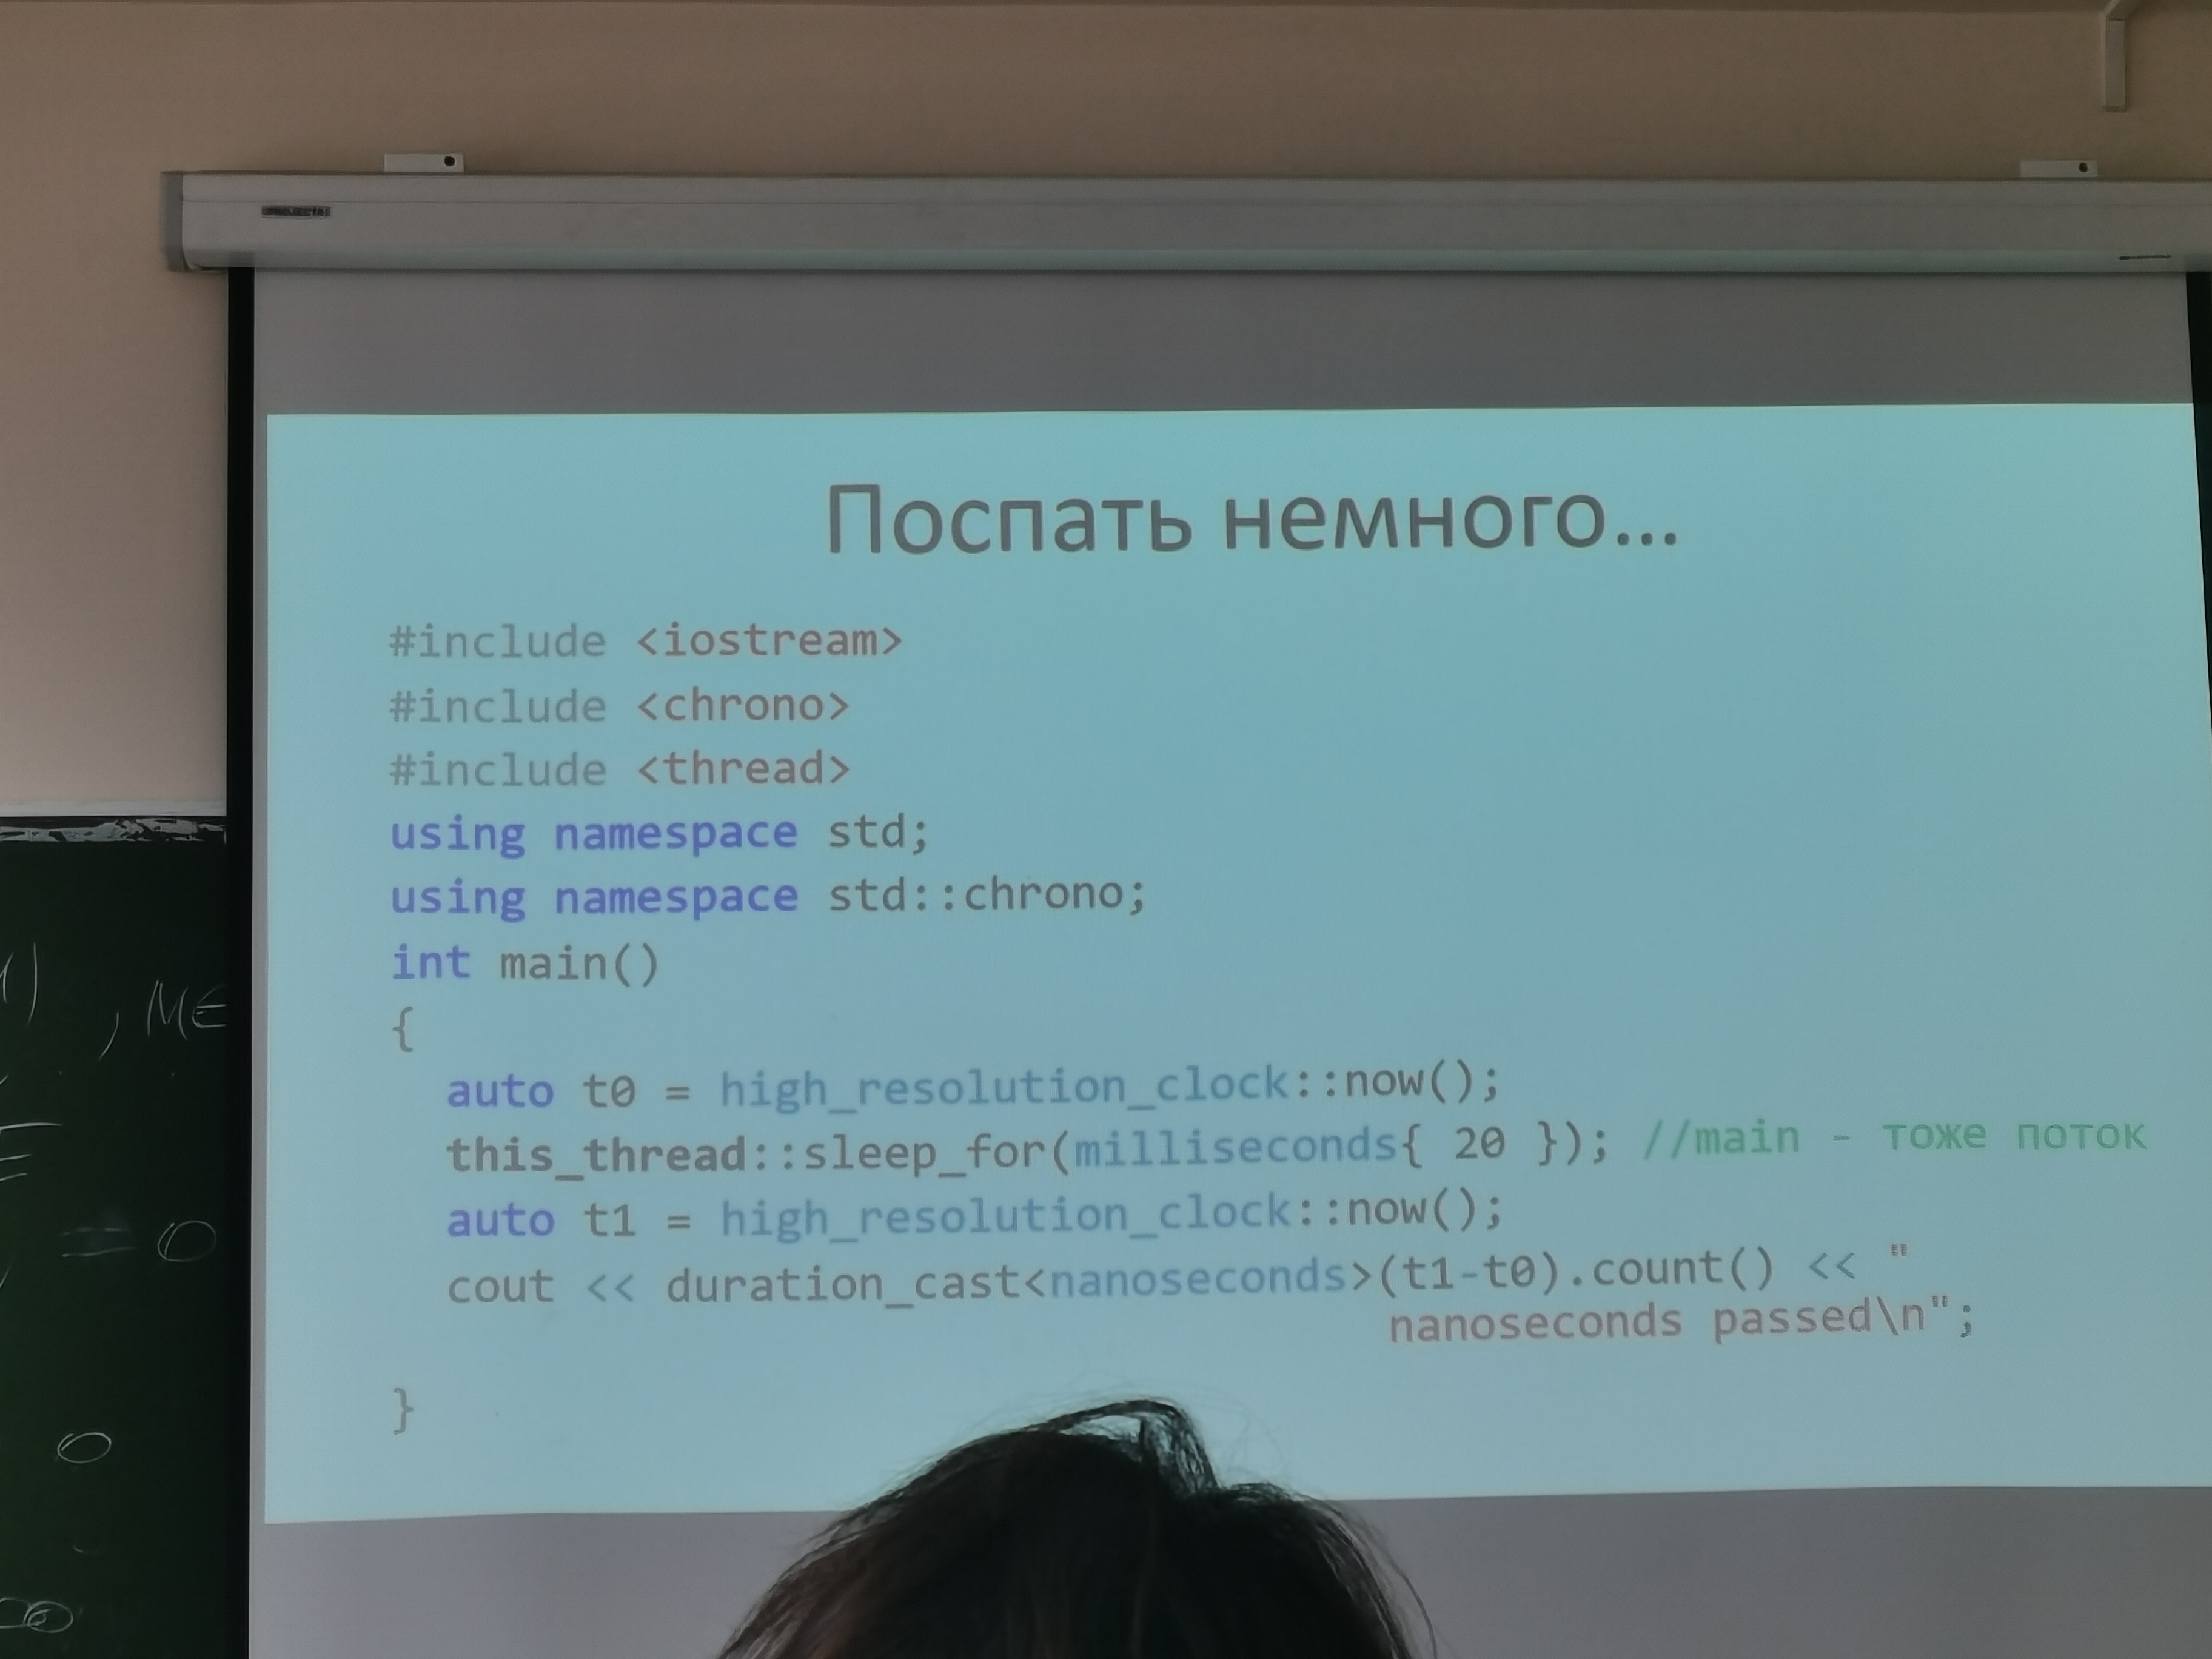 Поспать немного...
#include <iostream>
#include <chrono>
#include <thread>
using namespace std;
using namespace std::chrono;
int main()
{
auto t0 = high_resolution_clock::now();
this_thread::sleep_for(milliseconds{ 20 }); //main - тоже поток
auto t1 = high_resolution_clock::now();
cout << duration_cast<nanoseconds>(t1-t0).count() << "
nanoseconds passed\n";
}
, ME
= 0
0